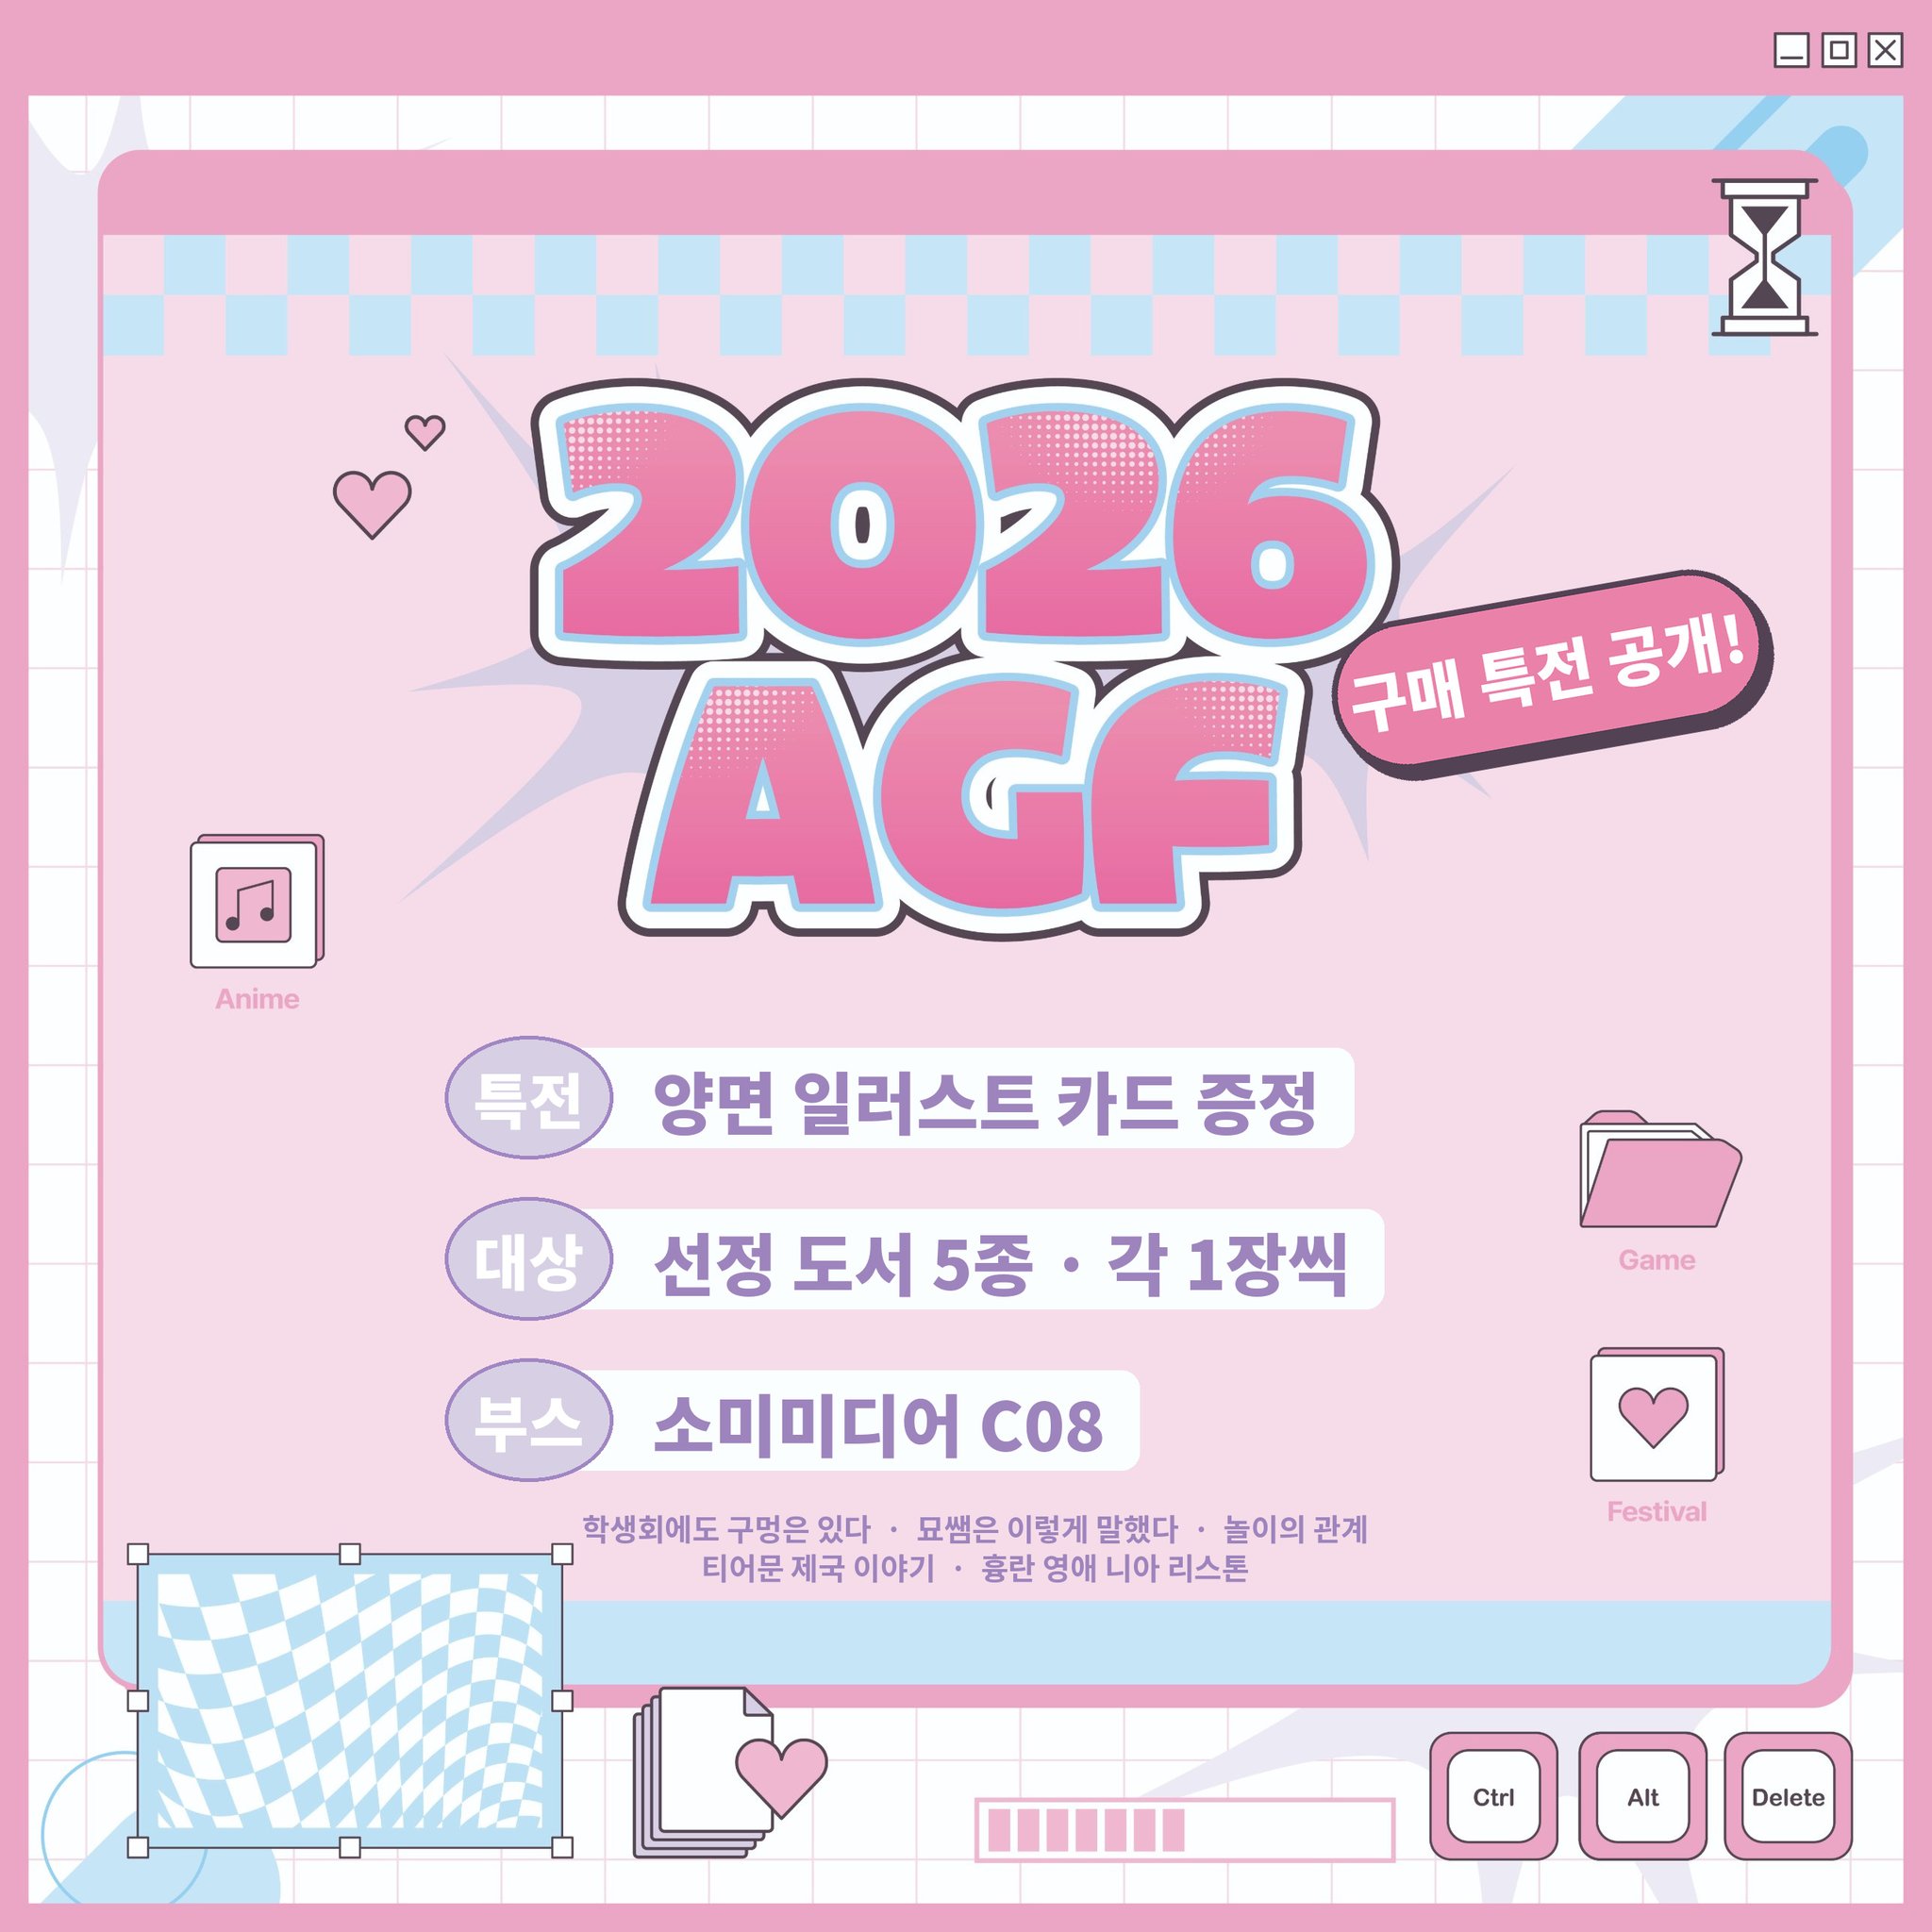 2026
AGF
구매 특전 공개!
Anime
특전 양면 일러스트 카드 증정
대상 선정 도서 5종 · 각 1장씩
Game
부스 소미미디어 C08
Festival
학생회에도 구멍은 있다 · 묘쌤은 이렇게 말했다 · 놀이의 관계
티어문 제국 이야기 · 흉란 영애 니아 리스톤
Ctrl Alt Delete